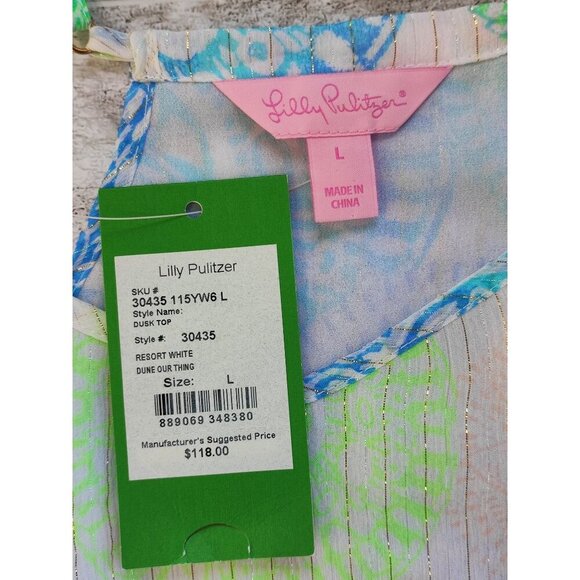 Lilly Pulitzer®
L
MADE IN
CHINA
Lilly Pulitzer
SKU #
30435 115YW6 L
Style Name:
DUSK TOP
Style #: 30435
RESORT WHITE
DUNE OUR THING
Size: L
889069 348380
Manufacturer's Suggested Price
$118.00